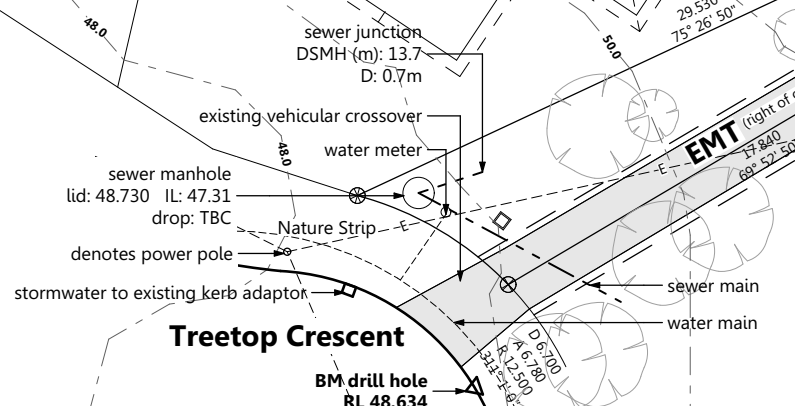 48.0
sewer junction
DSMH (m): 13.7
D: 0.7m
50.0
29.530
75° 26' 50"
existing vehicular crossover
water meter
48.0
EMT (right of
17.840
69° 52' 50"
E
sewer manhole
lid: 48.730 IL: 47.31
drop: TBC
Nature Strip
E
denotes power pole
stormwater to existing kerb adaptor
sewer main
water main
Treetop Crescent
D 6.700
A 6.780
R 12.500
BM drill hole
RL 48.634